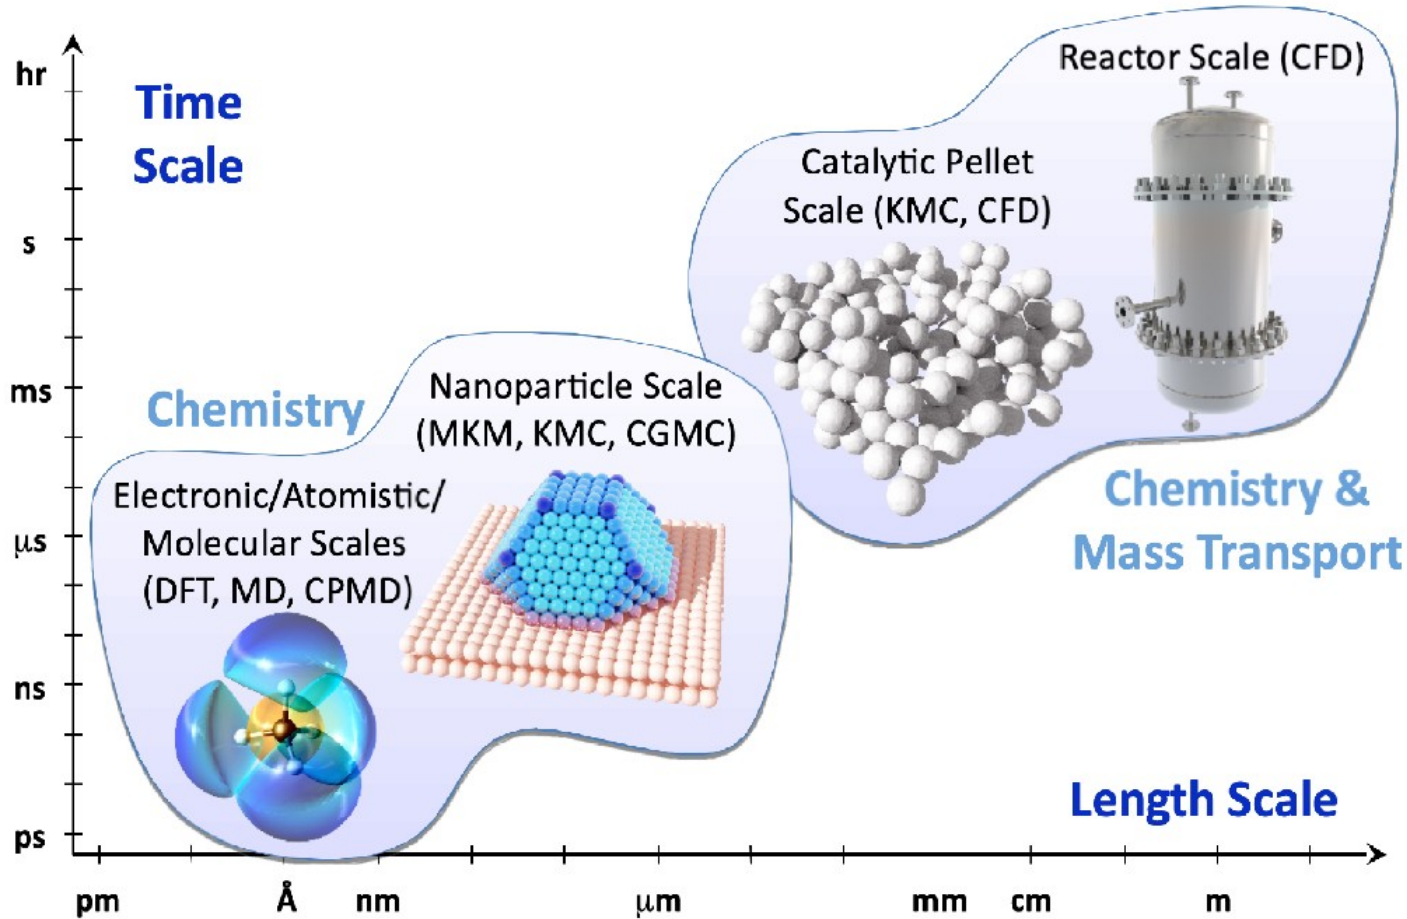 hr
Time
Scale
s
ms
μs
ns
ps
Reactor Scale (CFD)
Catalytic Pellet
Scale (KMC, CFD)
Chemistry
Nanoparticle Scale
(MKM, KMC, CGMC)
Electronic/Atomistic/
Molecular Scales
(DFT, MD, CPMD)
Chemistry &
Mass Transport
Length Scale
pm Å nm μm mm cm m